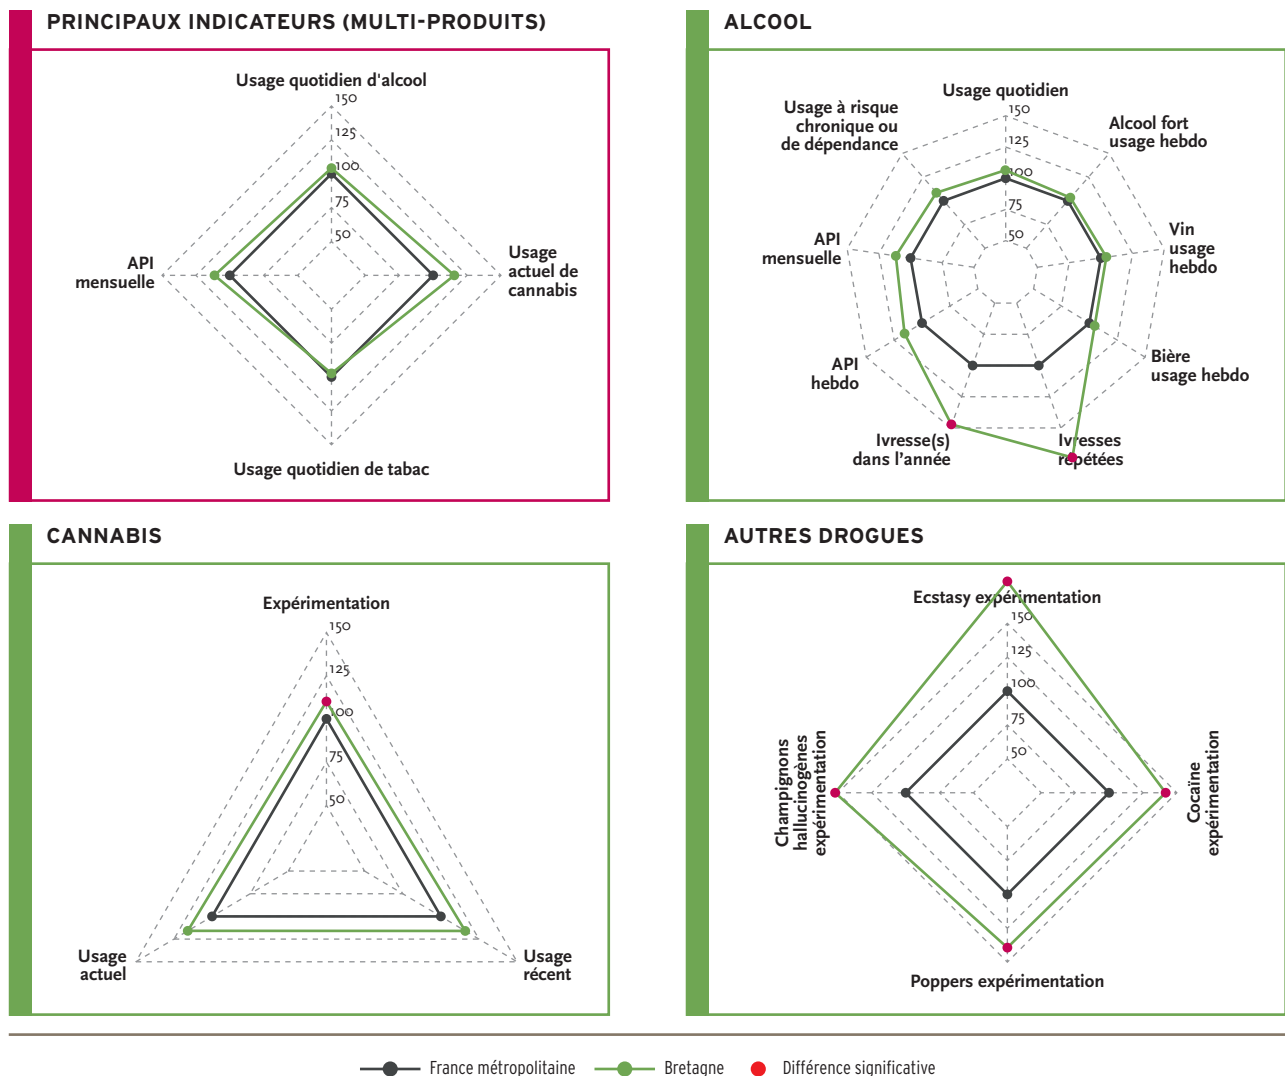 PRINCIPAUX INDICATEURS (MULTI-PRODUITS)
Usage quotidien d'alcool
150
125
100
75
50
API
mensuelle
Usage
actuel de
cannabis
Usage quotidien de tabac
ALCOOL
Usage quotidien
150
125
100
75
50
Usage à risque
chronique ou
de dépendance
Alcool fort
usage hebdo
API
mensuelle
Vin
usage
hebdo
API
hebdo
Bière
usage hebdo
Ivresse(s)
dans l'année
Ivresses
répétées
CANNABIS
Expérimentation
150
125
100
75
50
Usage
actuel
Usage
récent
AUTRES DROGUES
Ecstasy expérimentation
150
125
100
75
50
Champignons
hallucinogènes
expérimentation
Cocaïne
expérimentation
Poppers expérimentation
France métropolitaine
Bretagne
Différence significative